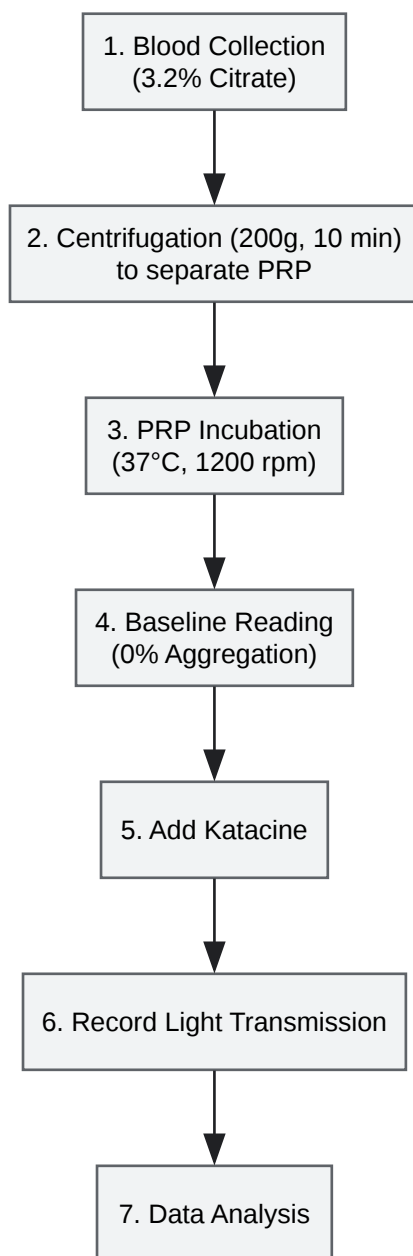 1. Blood Collection
(3.2% Citrate)
2. Centrifugation (200g, 10 min)
to separate PRP
3. PRP Incubation
(37°C, 1200 rpm)
4. Baseline Reading
(0% Aggregation)
5. Add Katacine
6. Record Light Transmission
7. Data Analysis